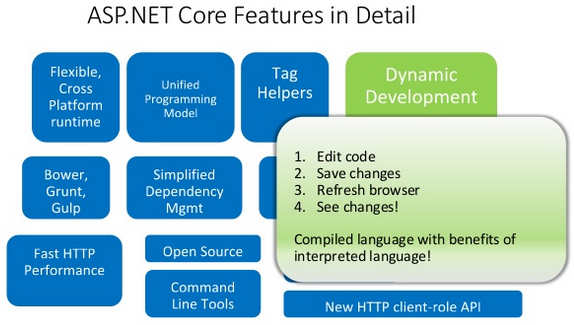 ASP.NET Core Features in Detail
Flexible,
Cross
Platform
runtime
Unified
Programming
Model
Tag
Helpers
Dynamic
Development
1. Edit code
2. Save changes
3. Refresh browser
4. See changes!
Compiled language with benefits of
interpreted language!
Bower,
Grunt,
Gulp
Simplified
Dependency
Mgmt
Fast HTTP
Performance
Open Source
Command
Line Tools
New HTTP client-role API